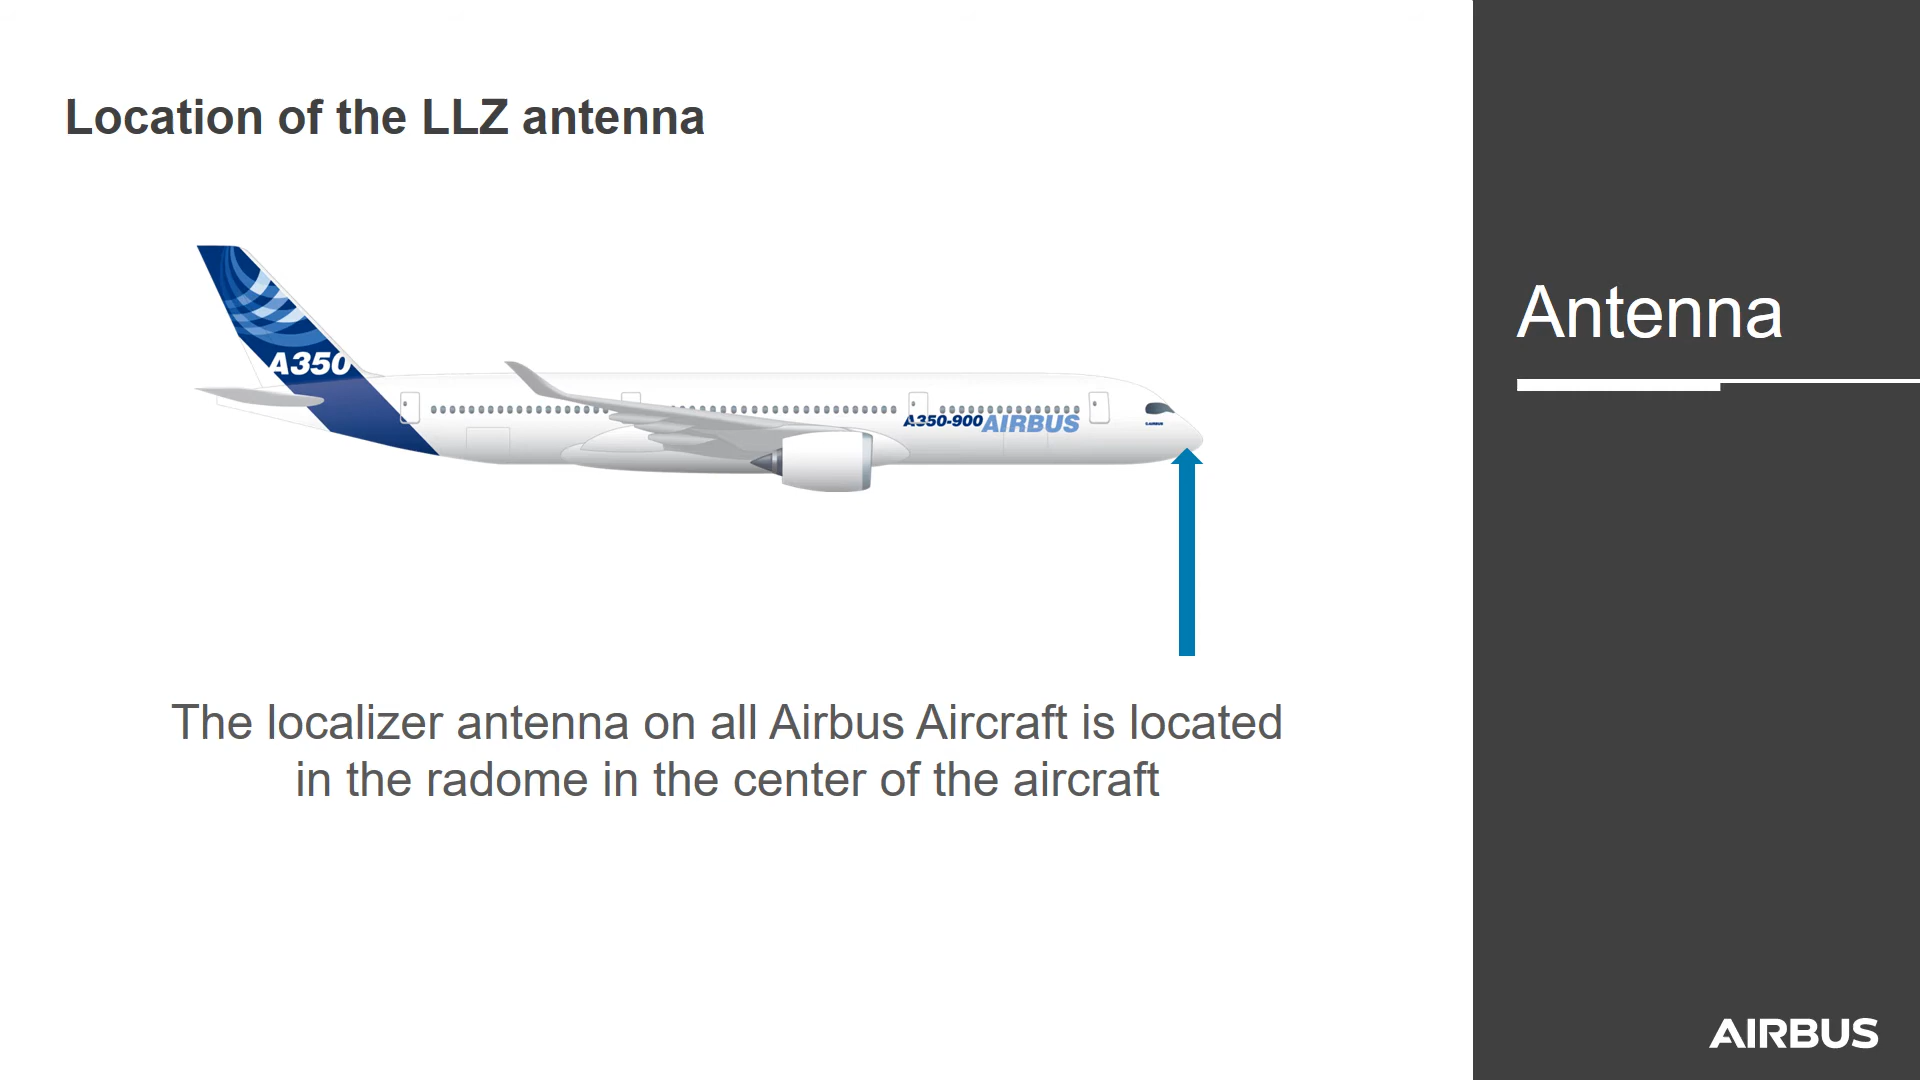 Location of the LLZ antenna
A350
A350-900 AIRBUS
The localizer antenna on all Airbus Aircraft is located
in the radome in the center of the aircraft
Antenna
AIRBUS